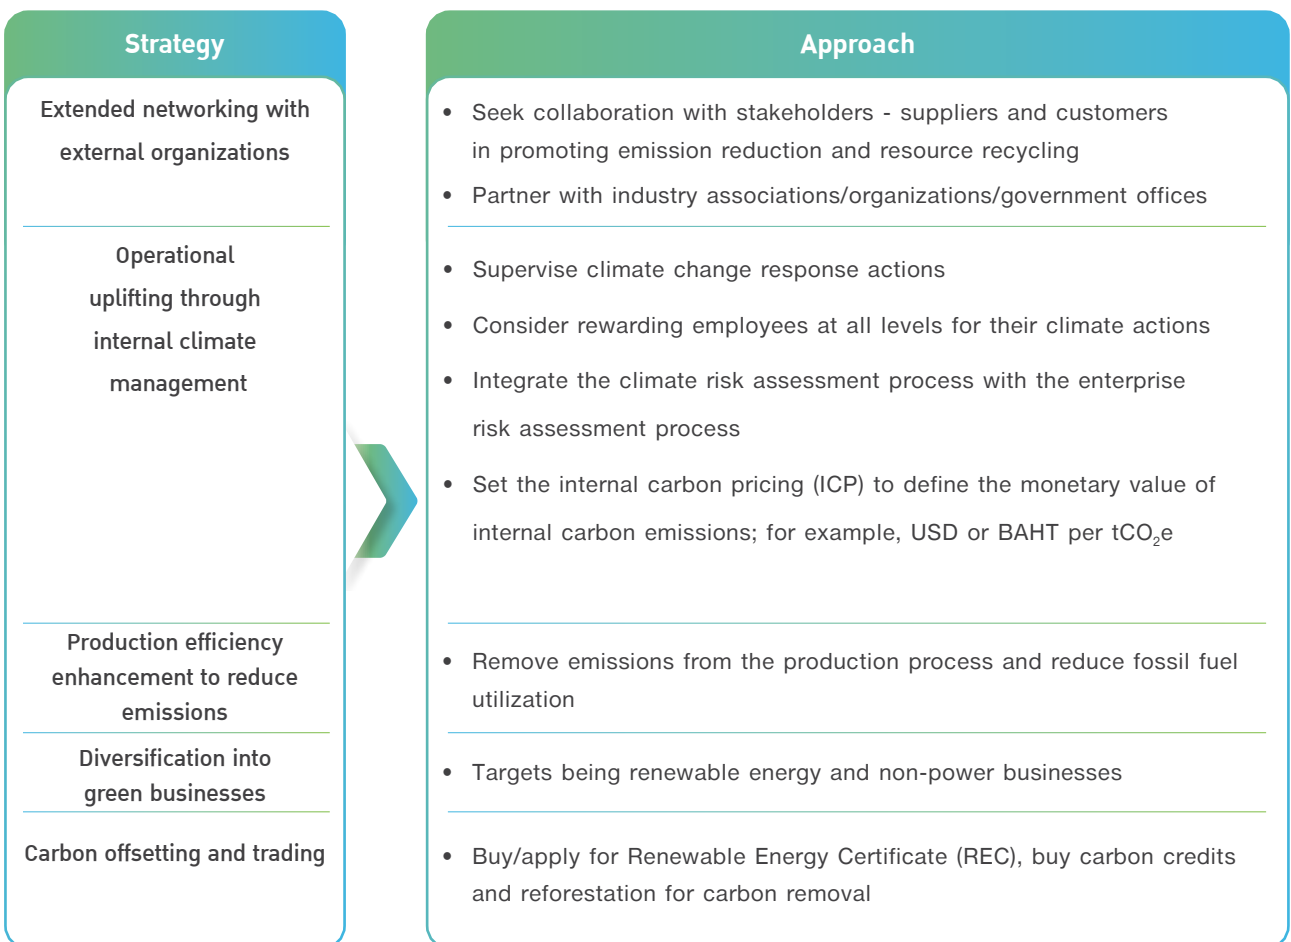 Strategy
Approach
Extended networking with
external organizations
• Seek collaboration with stakeholders - suppliers and customers
in promoting emission reduction and resource recycling
• Partner with industry associations/organizations/government offices
Operational
uplifting through
internal climate
management
• Supervise climate change response actions
• Consider rewarding employees at all levels for their climate actions
• Integrate the climate risk assessment process with the enterprise
risk assessment process
• Set the internal carbon pricing (ICP) to define the monetary value of
internal carbon emissions; for example, USD or BAHT per tCO₂e
Production efficiency
enhancement to reduce
emissions
• Remove emissions from the production process and reduce fossil fuel
utilization
Diversification into
green businesses
• Targets being renewable energy and non-power businesses
Carbon offsetting and trading
• Buy/apply for Renewable Energy Certificate (REC), buy carbon credits
and reforestation for carbon removal